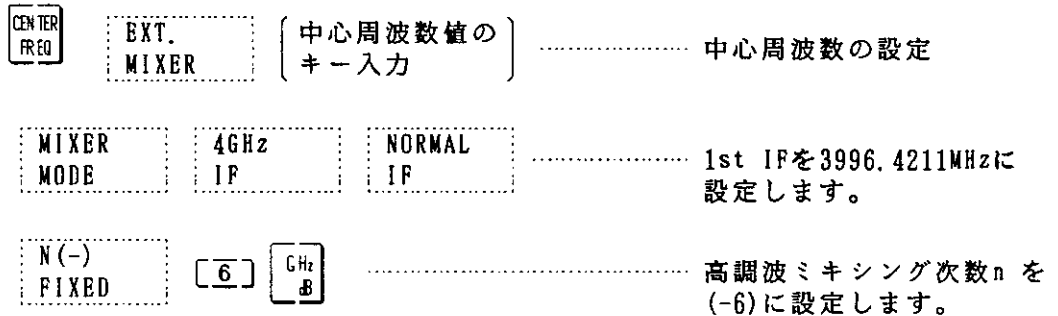 CENTER FREQ EXT. MIXER (中心周波数値の キー入力) ………………… 中心周波数の設定
MIXER MODE 4GHz IF NORMAL IF ………………… 1st IFを3996.4211MHzに
設定します。
N(-) FIXED [6] GHz dB ………………… 高調波ミキシング次数n を
(-6)に設定します。